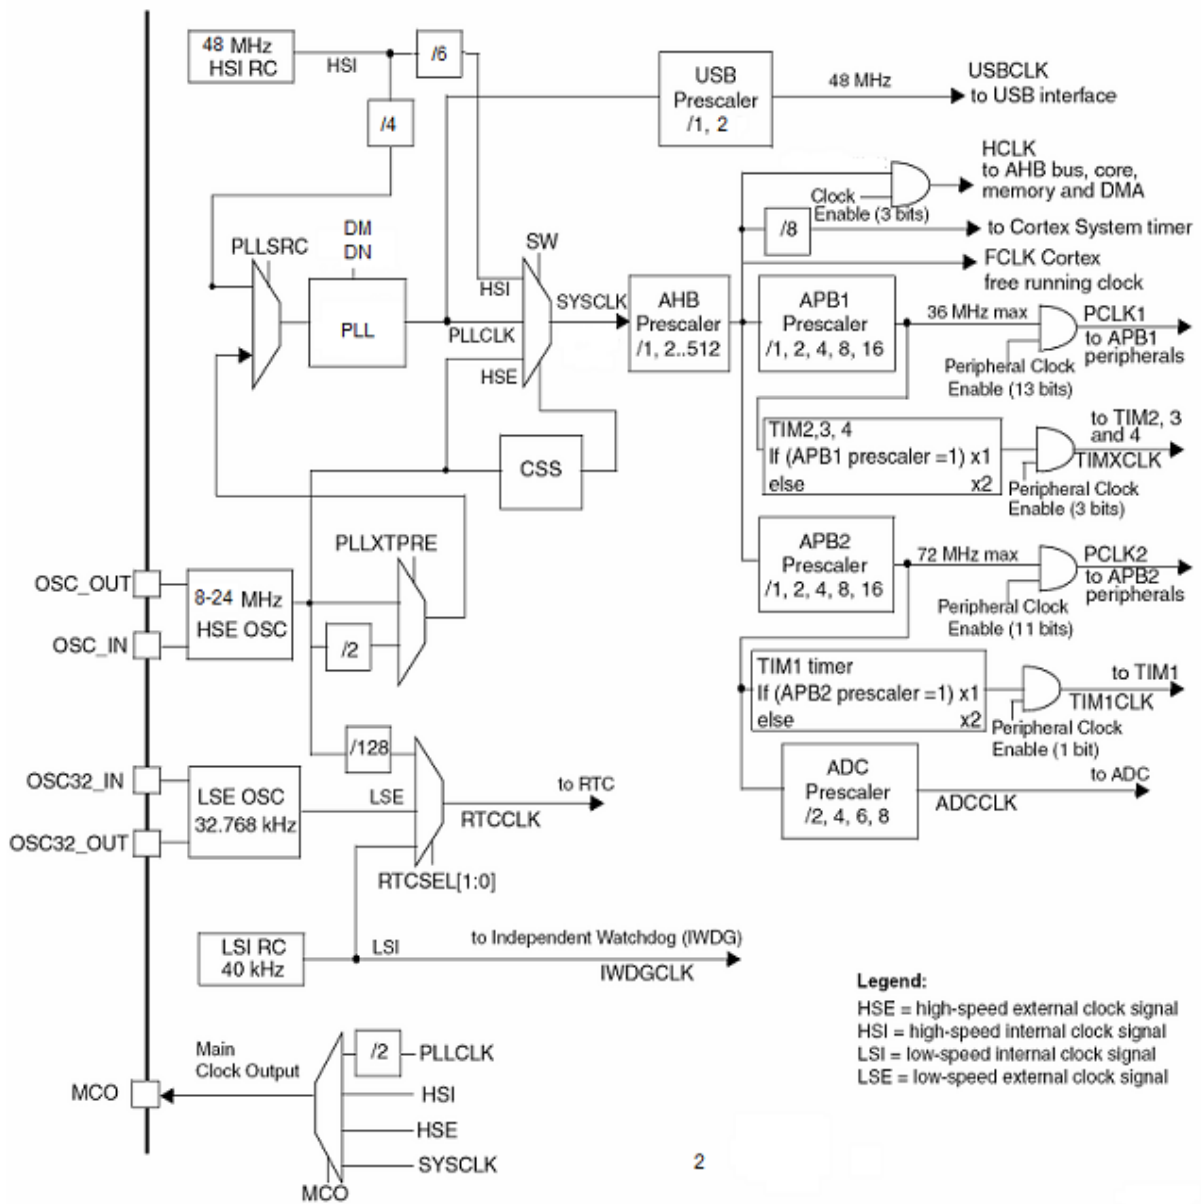 48 MHz
HSI RC
HSI
/6
/4
USB
Prescaler
/1, 2
48 MHz
USBCLK
to USB interface
HCLK
to AHB bus, core,
memory and DMA
Clock
Enable (3 bits)
/8
to Cortex System timer
FCLK Cortex
free running clock
PLLSRC
DM
DN
PLL
SW
HSI
PLLCLK
HSE
SYSCLK
AHB
Prescaler
/1, 2..512
APB1
Prescaler
/1, 2, 4, 8, 16
36 MHz max
PCLK1
to APB1
peripherals
Peripheral Clock
Enable (13 bits)
TIM2,3, 4
If (APB1 prescaler =1) x1
else x2
to TIM2, 3
and 4
TIMXCLK
Peripheral Clock
Enable (3 bits)
CSS
PLLXTPRE
OSC_OUT
OSC_IN
8-24 MHz
HSE OSC
/2
APB2
Prescaler
/1, 2, 4, 8, 16
72 MHz max
PCLK2
to APB2
peripherals
Peripheral Clock
Enable (11 bits)
TIM1 timer
If (APB2 prescaler =1) x1
else x2
to TIM1
TIM1CLK
Peripheral Clock
Enable (1 bit)
/128
OSC32_IN
OSC32_OUT
LSE OSC
32.768 kHz
LSE
to RTC
RTCCLK
RTCSEL[1:0]
ADC
Prescaler
/2, 4, 6, 8
to ADC
ADCCLK
LSI RC
40 kHz
LSI
to Independent Watchdog (IWDG)
IWDGCLK
Legend:
HSE = high-speed external clock signal
HSI = high-speed internal clock signal
LSI = low-speed internal clock signal
LSE = low-speed external clock signal
Main
Clock Output
MCO
/2
PLLCLK
HSI
HSE
SYSCLK
MCO
2